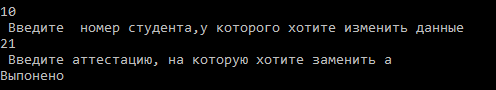 10
Введите  номер студента,у которого хотите изменить данные
21
Введите аттестацию, на которую хотите заменить а
Выпонено